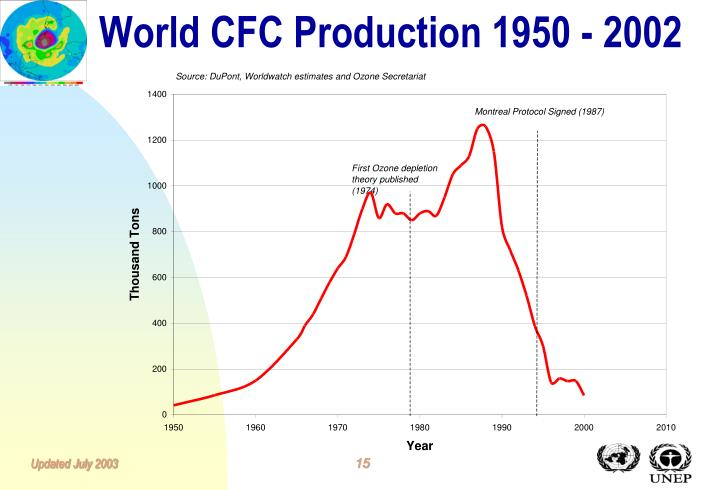 World CFC Production 1950 - 2002
Source: DuPont, Worldwatch estimates and Ozone Secretariat
1400
1200
1000
800
600
400
200
0
Thousand Tons
Montreal Protocol Signed (1987)
First Ozone depletion
theory published
(1974)
1950 1960 1970 1980 1990 2000 2010
Year
Updated July 2003
15
UNEP